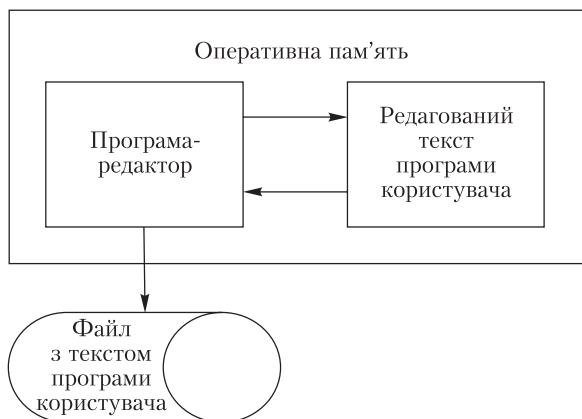 Оперативна пам’ять
Програма-
редактор
Редагований
текст
програми
користувача
Файл
з текстом
програми
користувача